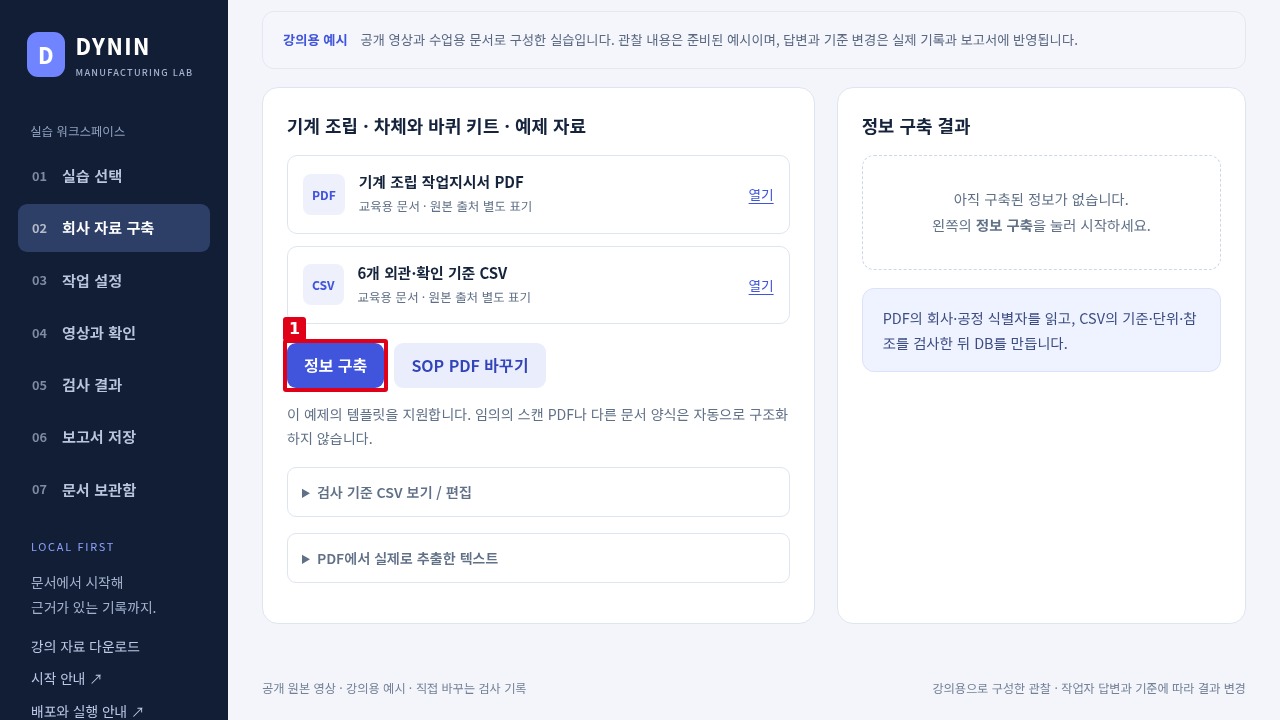 D
DYNIN
MANUFACTURING LAB
실습 워크스페이스
01 실습 선택
02 회사 자료 구축
03 작업 설정
04 영상과 확인
05 검사 결과
06 보고서 저장
07 문서 보관함
LOCAL FIRST
문서에서 시작해
근거가 있는 기록까지.
강의 자료 다운로드
시작 안내 ↗
배포와 실행 안내 ↗
강의용 예시 공개 영상과 수업용 문서로 구성한 실습입니다. 관찰 내용은 준비된 예시이며, 답변과 기준 변경은 실제 기록과 보고서에 반영됩니다.
기계 조립 · 차체와 바퀴 키트 · 예제 자료
PDF
기계 조립 작업지시서 PDF
교육용 문서 · 원본 출처 별도 표기
열기
CSV
6개 외관·확인 기준 CSV
교육용 문서 · 원본 출처 별도 표기
열기
1
정보 구축
SOP PDF 바꾸기
이 예제의 템플릿을 지원합니다. 임의의 스캔 PDF나 다른 문서 양식은 자동으로 구조화
하지 않습니다.
▶ 검사 기준 CSV 보기 / 편집
▶ PDF에서 실제로 추출한 텍스트
정보 구축 결과
아직 구축된 정보가 없습니다.
왼쪽의 정보 구축을 눌러 시작하세요.
PDF의 회사·공정 식별자를 읽고, CSV의 기준·단위·참
조를 검사한 뒤 DB를 만듭니다.
공개 원본 영상 · 강의용 예시 · 직접 바꾸는 검사 기록
강의용으로 구성한 관찰 · 작업자 답변과 기준에 따라 결과 변경